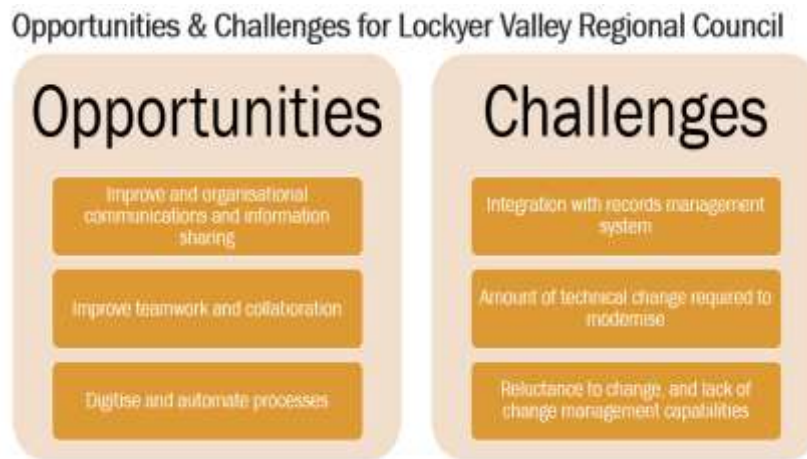 Opportunities & Challenges for Lockyer Valley Regional Council
Opportunities
Improve and organisational
communications and information
sharing
Improve teamwork and collaboration
Digitise and automate processes
Challenges
Integration with records management
system
Amount of technical change required to
modernise
Reluctance to change, and lack of
change management capabilities